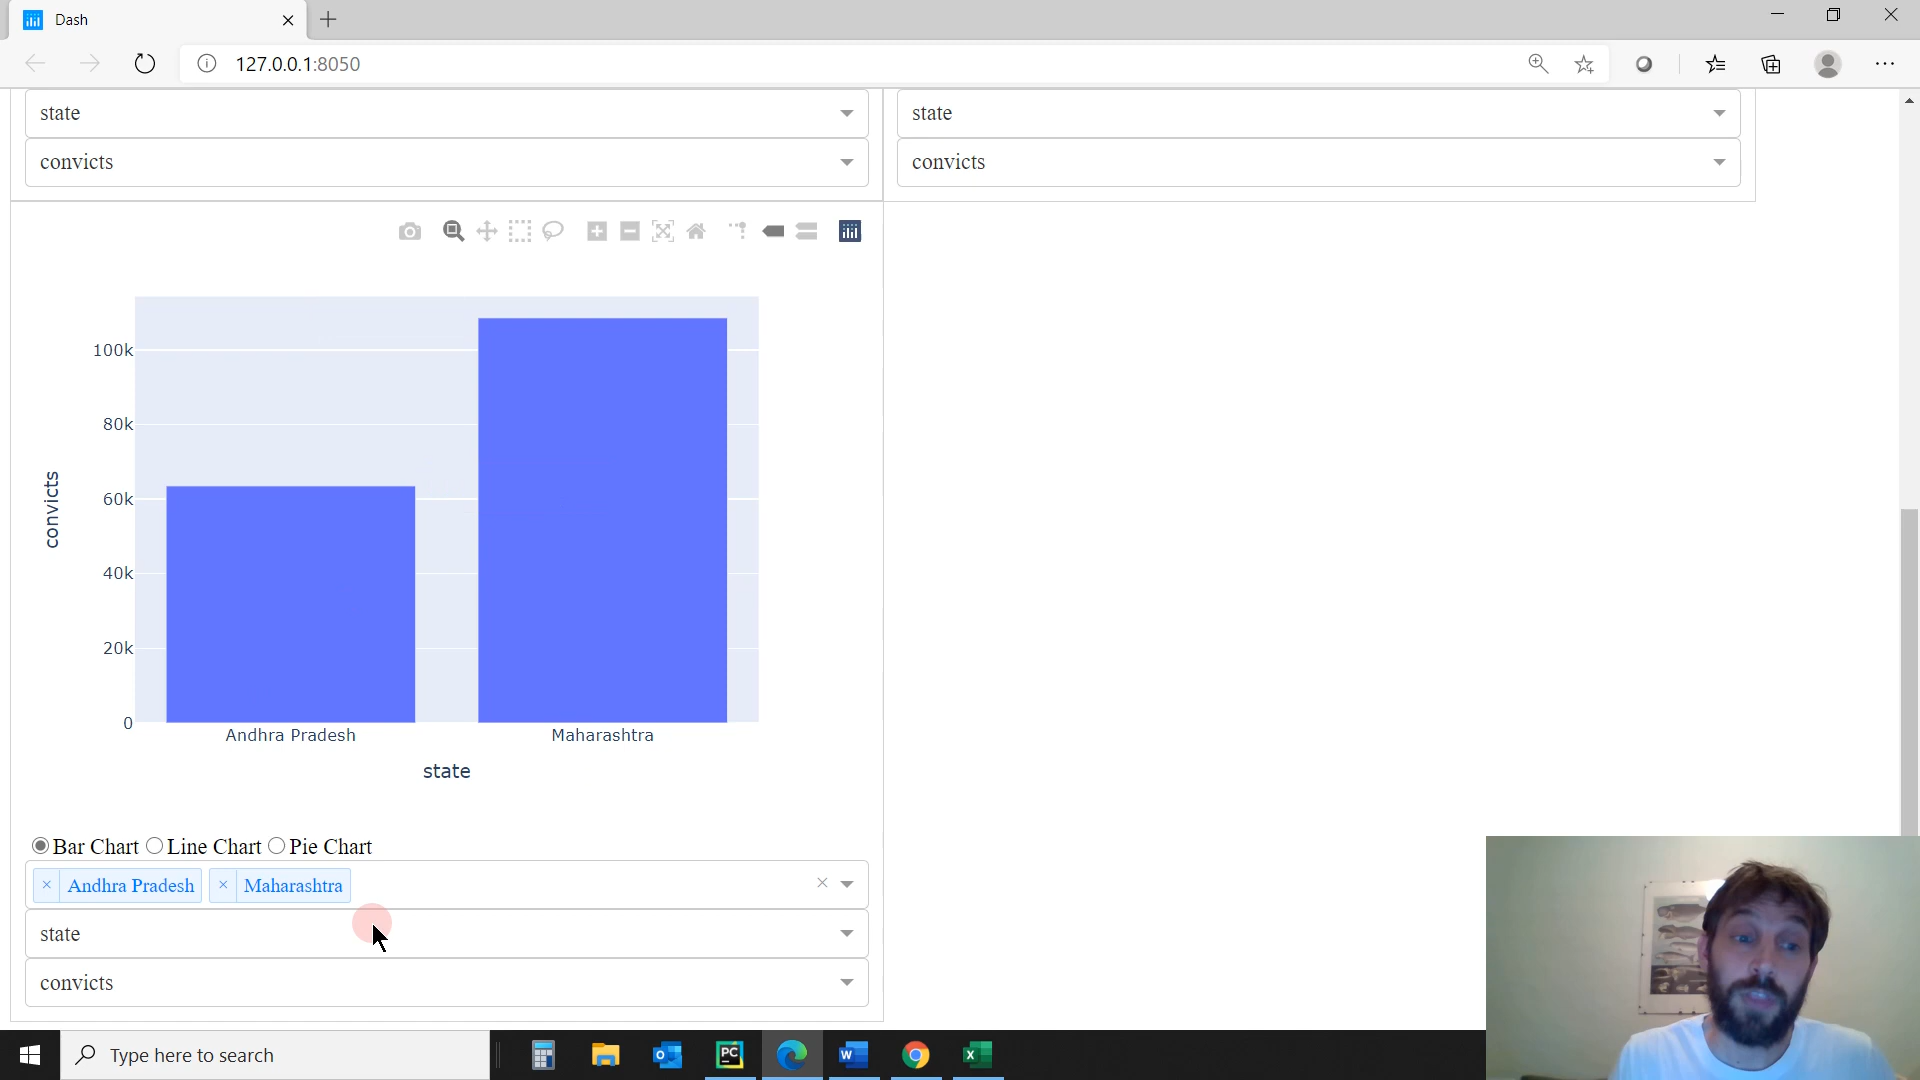 Dash
127.0.0.1:8050
state
state
convicts
convicts
100k
80k
60k
40k
20k
0
convicts
Andhra Pradesh
Maharashtra
state
Bar Chart Line Chart Pie Chart
× Andhra Pradesh × Maharashtra
state
convicts
Type here to search
PC
W
X